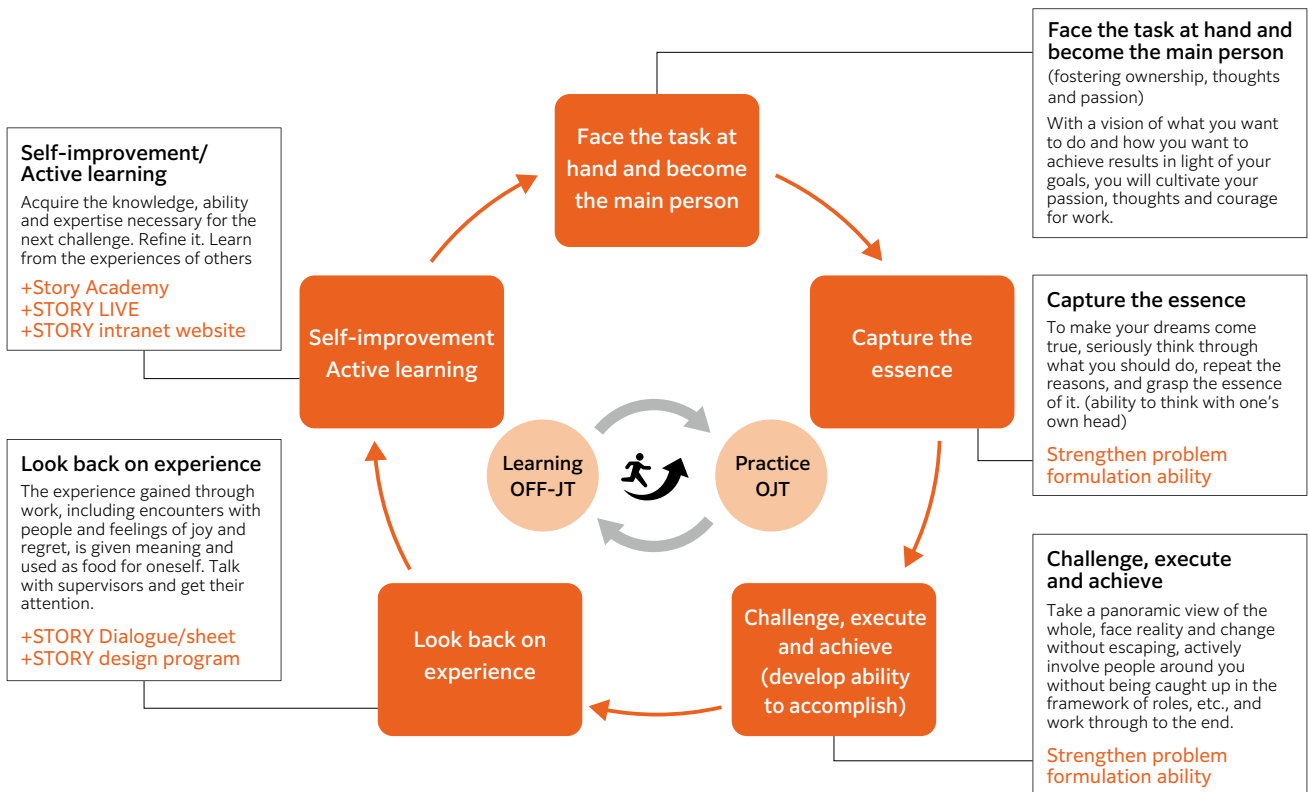 Face the task at hand and
become the main person
(fostering ownership, thoughts
and passion)
With a vision of what you want
to do and how you want to
achieve results in light of your
goals, you will cultivate your
passion, thoughts and courage
for work.
Face the task at
hand and become
the main person
Self-improvement/
Active learning
Acquire the knowledge, ability
and expertise necessary for the
next challenge. Refine it. Learn
from the experiences of others
+Story Academy
+STORY LIVE
+STORY intranet website
Self-improvement
Active learning
Capture the
essence
Capture the essence
To make your dreams come
true, seriously think through
what you should do, repeat the
reasons, and grasp the essence
of it. (ability to think with one's
own head)
Strengthen problem
formulation ability
Learning
OFF-JT
Practice
OJT
Look back on experience
The experience gained through
work, including encounters with
people and feelings of joy and
regret, is given meaning and
used as food for oneself. Talk
with supervisors and get their
attention.
+STORY Dialogue/sheet
+STORY design program
Look back on
experience
Challenge, execute
and achieve
(develop ability
to accomplish)
Challenge, execute
and achieve
Take a panoramic view of the
whole, face reality and change
without escaping, actively
involve people around you
without being caught up in the
framework of roles, etc., and
work through to the end.
Strengthen problem
formulation ability